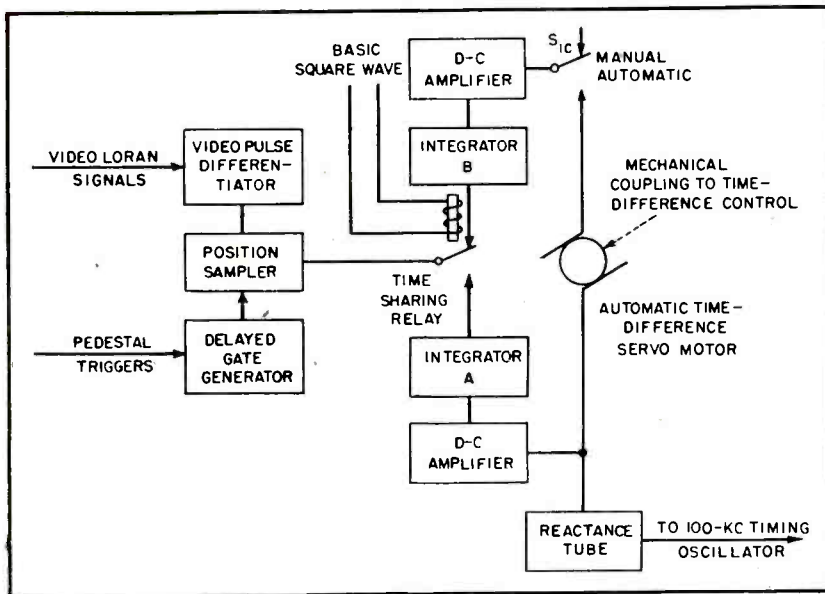 BASIC
SQUARE WAVE
D-C
AMPLIFIER
S1C
MANUAL
AUTOMATIC
VIDEO LORAN
SIGNALS
VIDEO PULSE
DIFFEREN-
TIATOR
INTEGRATOR
B
MECHANICAL
COUPLING TO TIME-
DIFFERENCE CONTROL
POSITION
SAMPLER
TIME
SHARING
RELAY
PEDESTAL
TRIGGERS
DELAYED
GATE
GENERATOR
INTEGRATOR
A
AUTOMATIC TIME-
DIFFERENCE
SERVO MOTOR
D-C
AMPLIFIER
REACTANCE
TUBE
TO 100-KC TIMING
OSCILLATOR